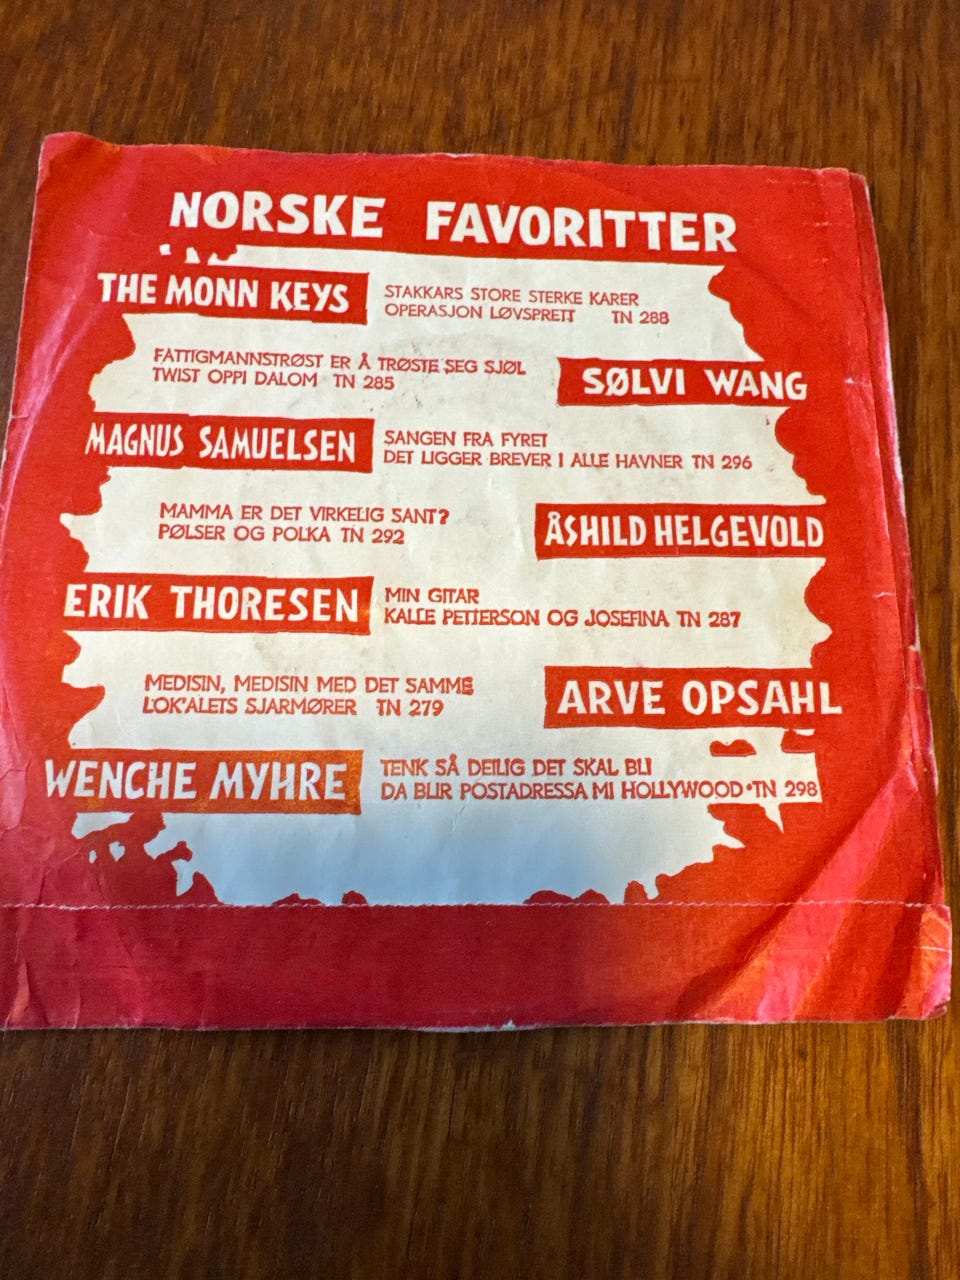 NORSKE FAVORITTER
THE MONN KEYS
STAKKARS STORE STERKE KARER
OPERASJON LØVSPRETT TN 288
FATTIGMANNSTRØST ER Å TRØSTE SEG SJØL
TWIST OPPI DALOM TN 285
SØLVI WANG
MAGNUS SAMUELSEN
SANGEN FRA FYRET
DET LIGGER BREVER I ALLE HAVNER TN 296
MAMMA ER DET VIRKELIG SANT?
PØLSER OG POLKA TN 292
ÅSHILD HELGEVOLD
ERIK THORESEN
MIN GITAR
KALLE PETTERSON OG JOSEFINA TN 287
MEDISIN, MEDISIN MED DET SAMME
LOK'ALETS SJARMØRER TN 279
ARVE OPSAHL
WENCHE MYHRE
TENK SÅ DEILIG DET SKAL BLI
DA BLIR POSTADRESSA MI HOLLYWOOD•TN 298